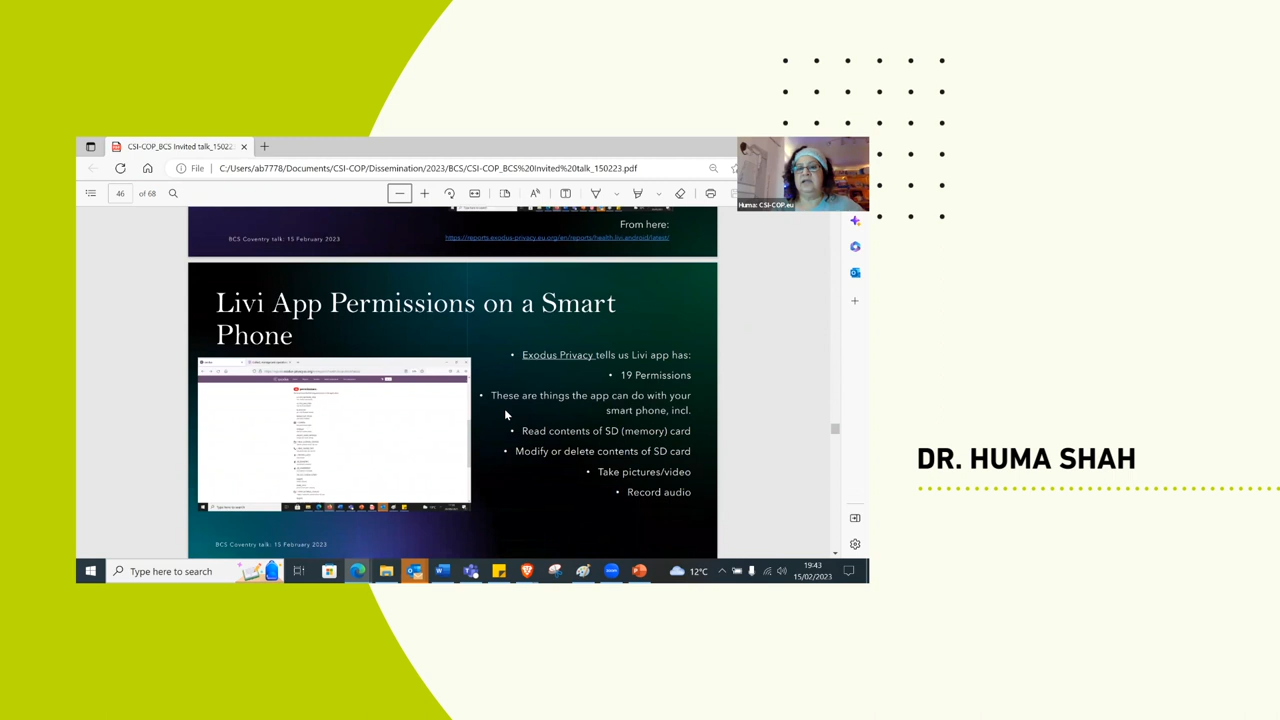 CSI-COP_BCS Invited talk_150223
File
C:/Users/ab7778/Documents/CSI-COP/Dissemination/2023/BCS/CSI-COP_BCS%20Invited%20talk_150223.pdf
46 of 68
Huma: CSI-COP.eu
From here:
BCS Coventry talk: 15 February 2023
https://reports.exodus-privacy.eu.org/en/reports/health.livi.android/latest/
Livi App Permissions on a Smart
Phone
• Exodus Privacy tells us Livi app has:
• 19 Permissions
• These are things the app can do with your
smart phone, incl.
• Read contents of SD (memory) card
• Modify or delete contents of SD card
• Take pictures/video
• Record audio
BCS Coventry talk: 15 February 2023
DR. HUMA SHAH
Type here to search
12°C
19:43
15/02/2023